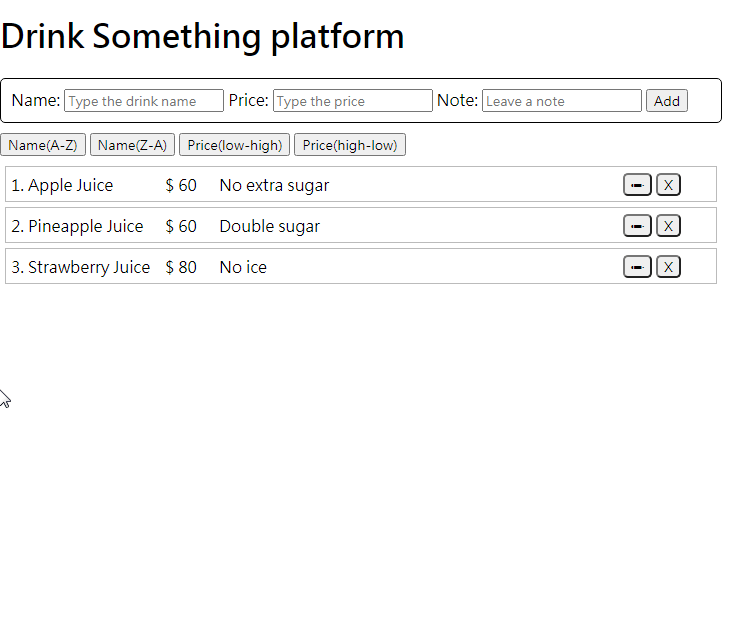 Drink Something platform
Name: Type the drink name Price: Type the price Note: Leave a note Add
Name(A-Z) Name(Z-A) Price(low-high) Price(high-low)
1. Apple Juice $ 60 No extra sugar X
2. Pineapple Juice $ 60 Double sugar X
3. Strawberry Juice $ 80 No ice X